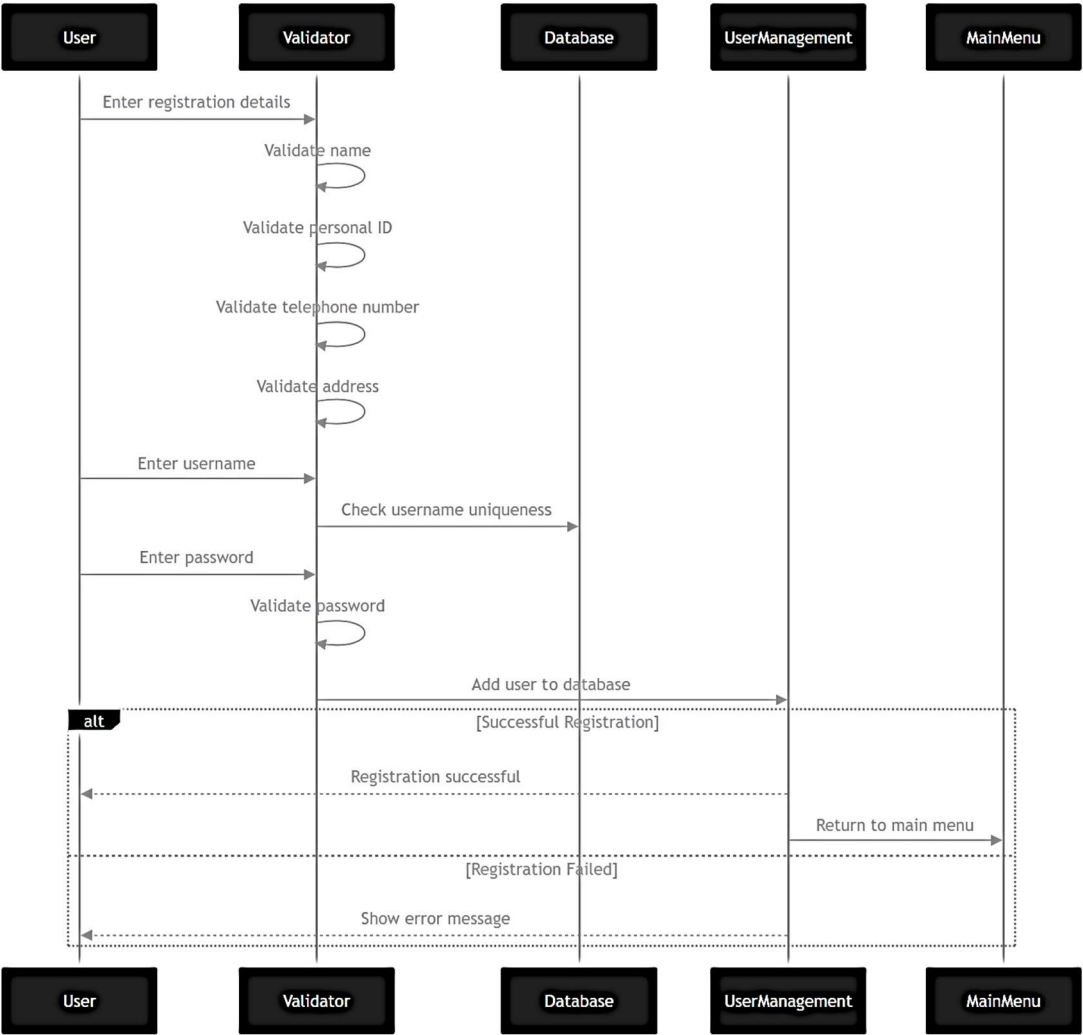 User Validator Database UserManagement MainMenu
Enter registration details
Validate name
Validate personal ID
Validate telephone number
Validate address
Enter username
Check username uniqueness
Enter password
Validate password
Add user to database
alt [Successful Registration]
Registration successful
Return to main menu
[Registration Failed]
Show error message
User Validator Database UserManagement MainMenu